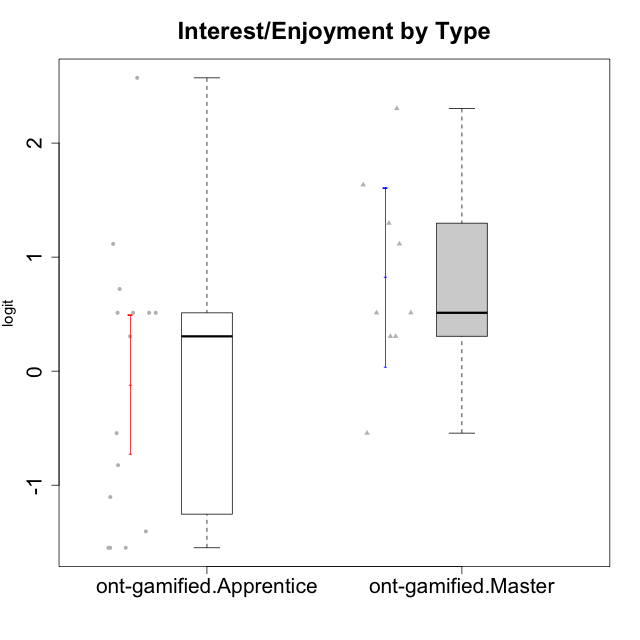 Interest/Enjoyment by Type
logit
2
1
0
-1
ont-gamified.Apprentice
ont-gamified.Master